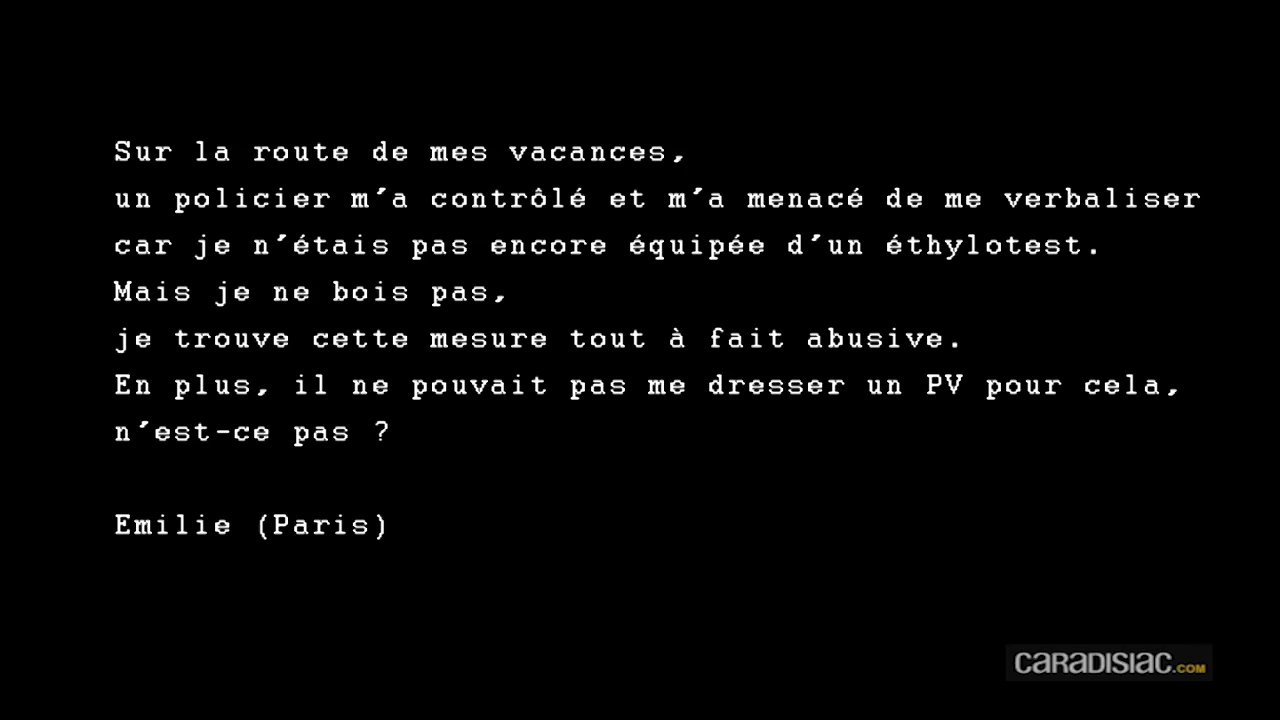 Sur la route de mes vacances,
un policier m'a contrôlé et m'a menacé de me verbaliser
car je n'étais pas encore équipée d'un éthylotest.
Mais je ne bois pas,
je trouve cette mesure tout à fait abusive.
En plus, il ne pouvait pas me dresser un PV pour cela,
n'est-ce pas ?
Emilie (Paris)
CARADISIAC.COM